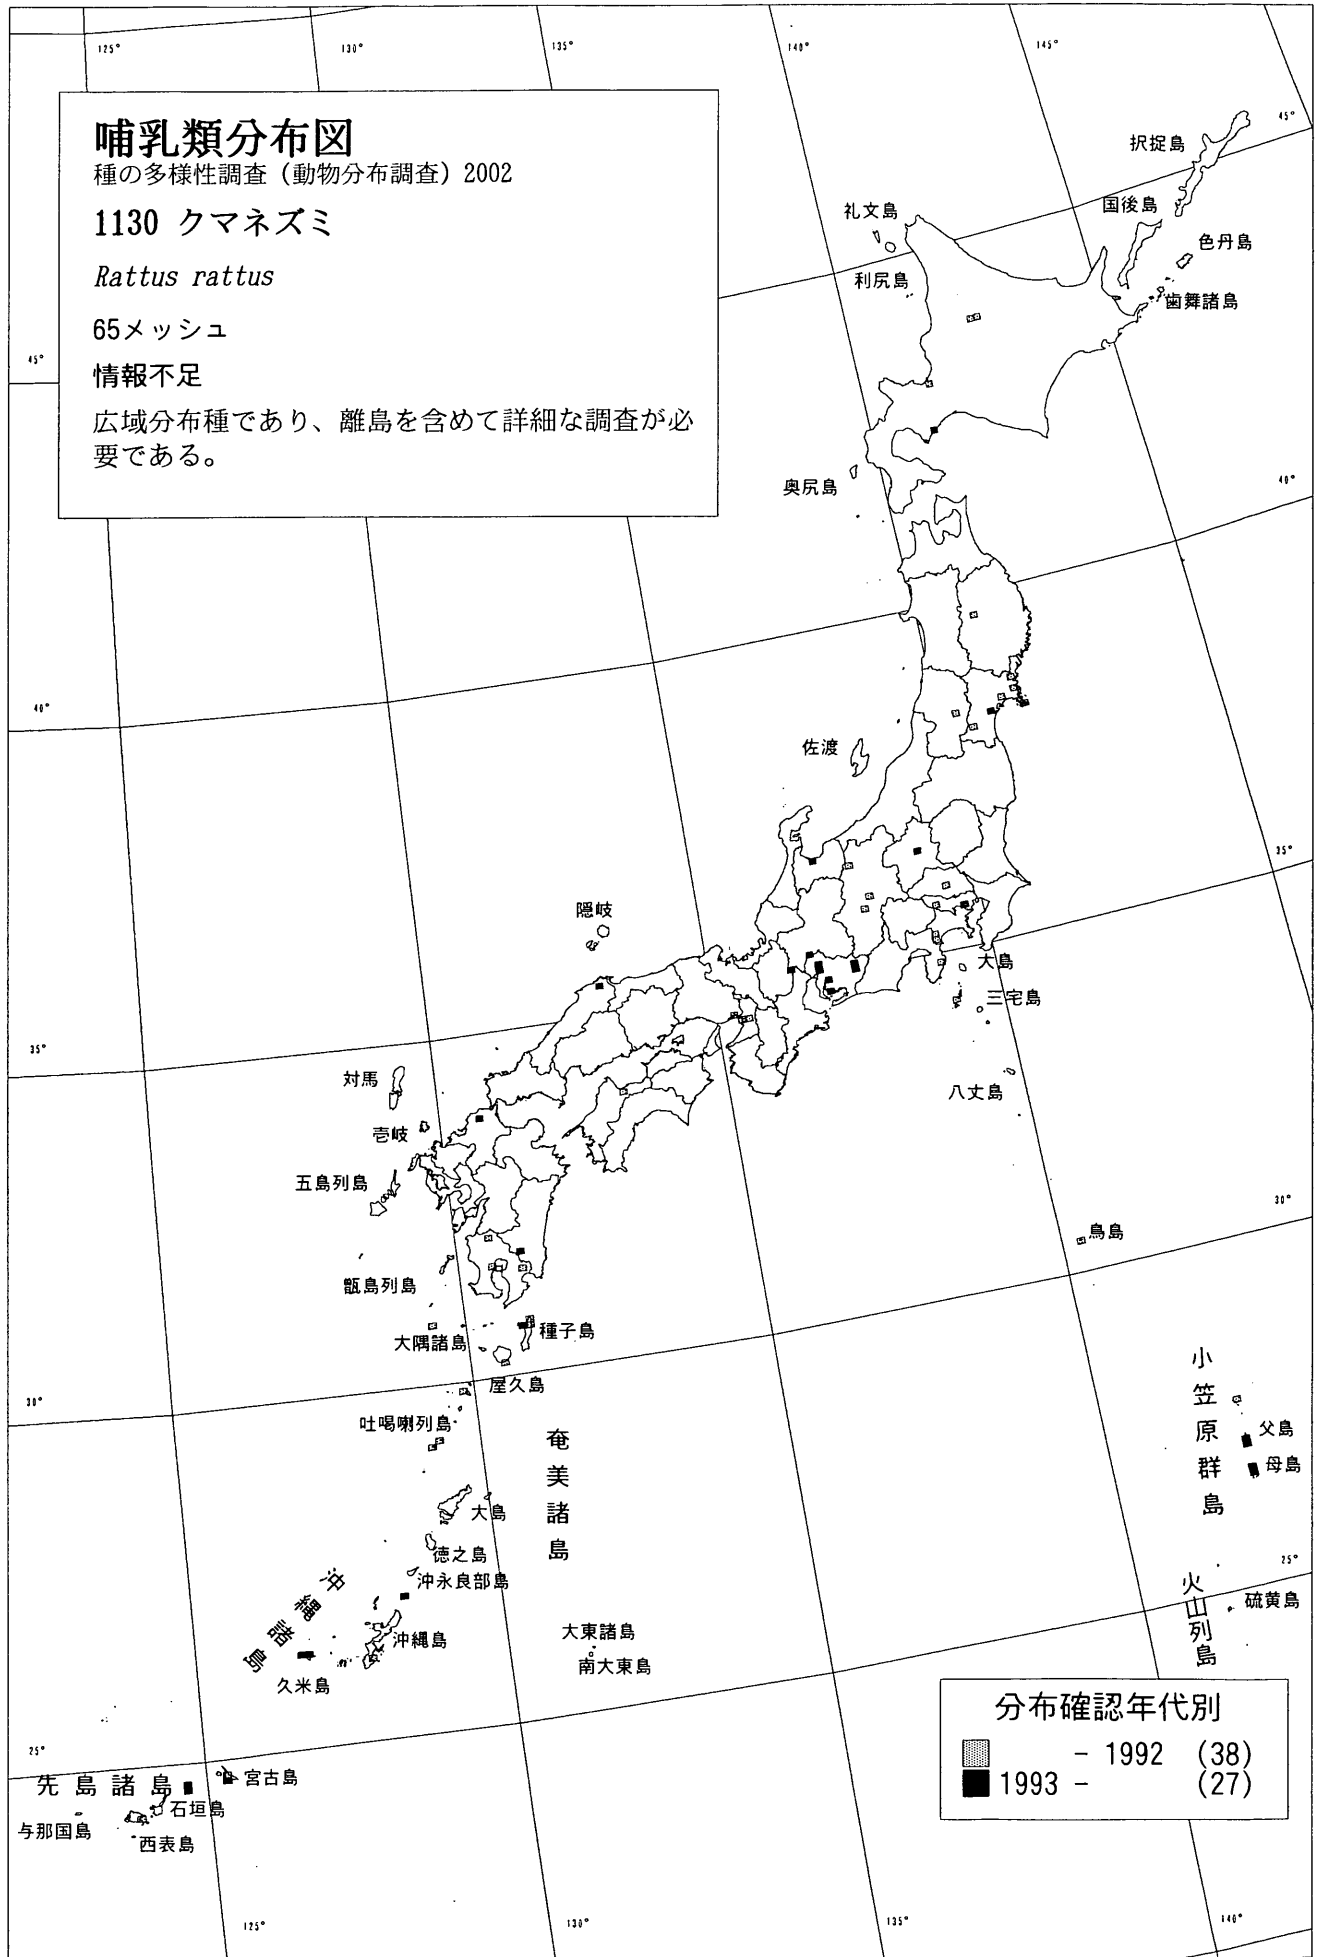 125°
130°
135°
140°
145°
哺乳類分布図
種の多様性調査（動物分布調査）2002
1130 クマネズミ
Rattus rattus
65メッシュ
情報不足
広域分布種であり、離島を含めて詳細な調査が必
要である。
45°
択捉島
国後島
色丹島
歯舞諸島
礼文島
利尻島
45°
奥尻島
40°
40°
佐渡
35°
隠岐
大島
三宅島
八丈島
35°
対馬
壱岐
五島列島
甑島列島
30°
鳥島
大隅諸島
種子島
屋久島
30°
吐喝喇列島
奄美諸島
大島
徳之島
沖永良部島
小笠原群島
父島
母島
沖縄諸島
沖縄島
久米島
大東諸島
南大東島
25°
火山列島
硫黄島
25°
先島諸島
宮古島
石垣島
与那国島
西表島
分布確認年代別
- 1992 (38)
1993 - (27)
125°
130°
135°
140°